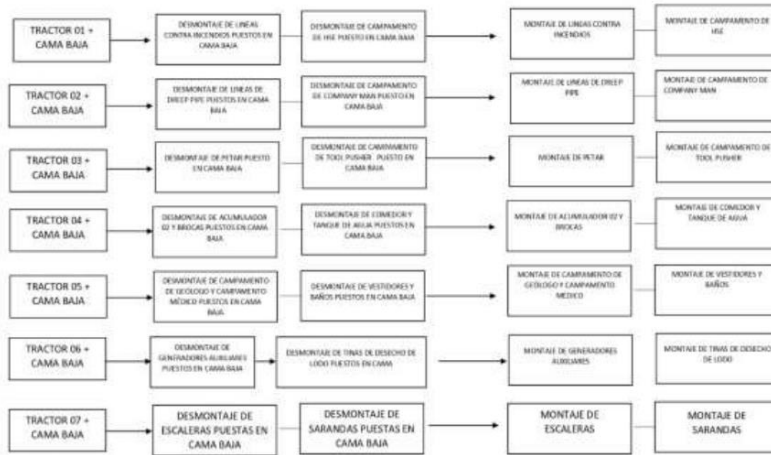 TRACTOR 01 +
CAMA BAJA
DESMONTAJE DE LINEAS
CONTRA INCENDIOS PUESTOS EN
CAMA BAJA
DESMONTAJE DE CAMPAMENTO
DE HSE PUESTO EN CAMA BAJA
MONTAJE DE LINEAS CONTRA
INCENDIOS
MONTAJE DE CAMPAMENTO DE
HSE
TRACTOR 02 +
CAMA BAJA
DESMONTAJE DE LINEAS DE
DREEP PIPE PUESTOS EN CAMA
BAJA
DESMONTAJE DE CAMPAMENTO
DE COMPANY MAN PUESTO EN
CAMA BAJA
MONTAJE DE LINEAS DE DREEP
PIPE
MONTAJE DE CAMPAMENTO DE
COMPANY MAN
TRACTOR 03 +
CAMA BAJA
DESMONTAJE DE PETAR PUESTO
EN CAMA BAJA
DESMONTAJE DE CAMPAMENTO
DE TOOL PUSHER PUESTO EN
CAMA BAJA
MONTAJE DE PETAR
MONTAJE DE CAMPAMENTO DE
TOOL PUSHER
TRACTOR 04 +
CAMA BAJA
DESMONTAJE DE ACUMULADOR
02 Y BROCAS PUESTOS EN CAMA
BAJA
DESMONTAJE DE COMEDOR Y
TANQUE DE AGUA PUESTOS EN
CAMA BAJA
MONTAJE DE ACUMULADOR 02 Y
BROCAS
MONTAJE DE COMEDOR Y
TANQUE DE AGUA
TRACTOR 05 +
CAMA BAJA
DESMONTAJE DE CAMPAMENTO
DE GEOLOGO Y CAMPAMENTO
MÉDICO PUESTOS EN CAMA
BAJA
DESMONTAJE DE VESTIDORES Y
BAÑOS PUESTOS EN CAMA BAJA
MONTAJE DE CAMPAMENTO DE
GEÓLOGO Y CAMPAMENTO
MÉDICO
MONTAJE DE VESTIDORES Y
BAÑOS
TRACTOR 06 +
CAMA BAJA
DESMONTAJE DE
GENERADORES AUXILIARES
PUESTOS EN CAMA BAJA
DESMONTAJE DE TINAS DE DESECHO DE
LODO PUESTOS EN CAMA
MONTAJE DE GENERADORES
AUXILIARES
MONTAJE DE TINAS DE DESECHO
DE LODO
TRACTOR 07 +
CAMA BAJA
DESMONTAJE DE
ESCALERAS PUESTAS EN
CAMA BAJA
DESMONTAJE DE
SARANDAS PUESTAS EN
CAMA BAJA
MONTAJE DE
ESCALERAS
MONTAJE DE
SARANDAS